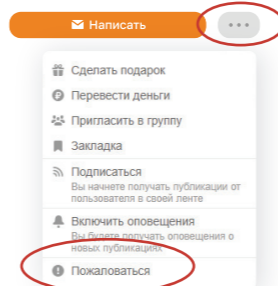 Написать
Сделать подарок
Перевести деньги
Пригласить в группу
Закладка
Подписаться
Вы начнете получать публикации от
пользователя в своей ленте
Включить оповещения
Вы будете получать оповещения о
новых публикациях
Пожаловаться